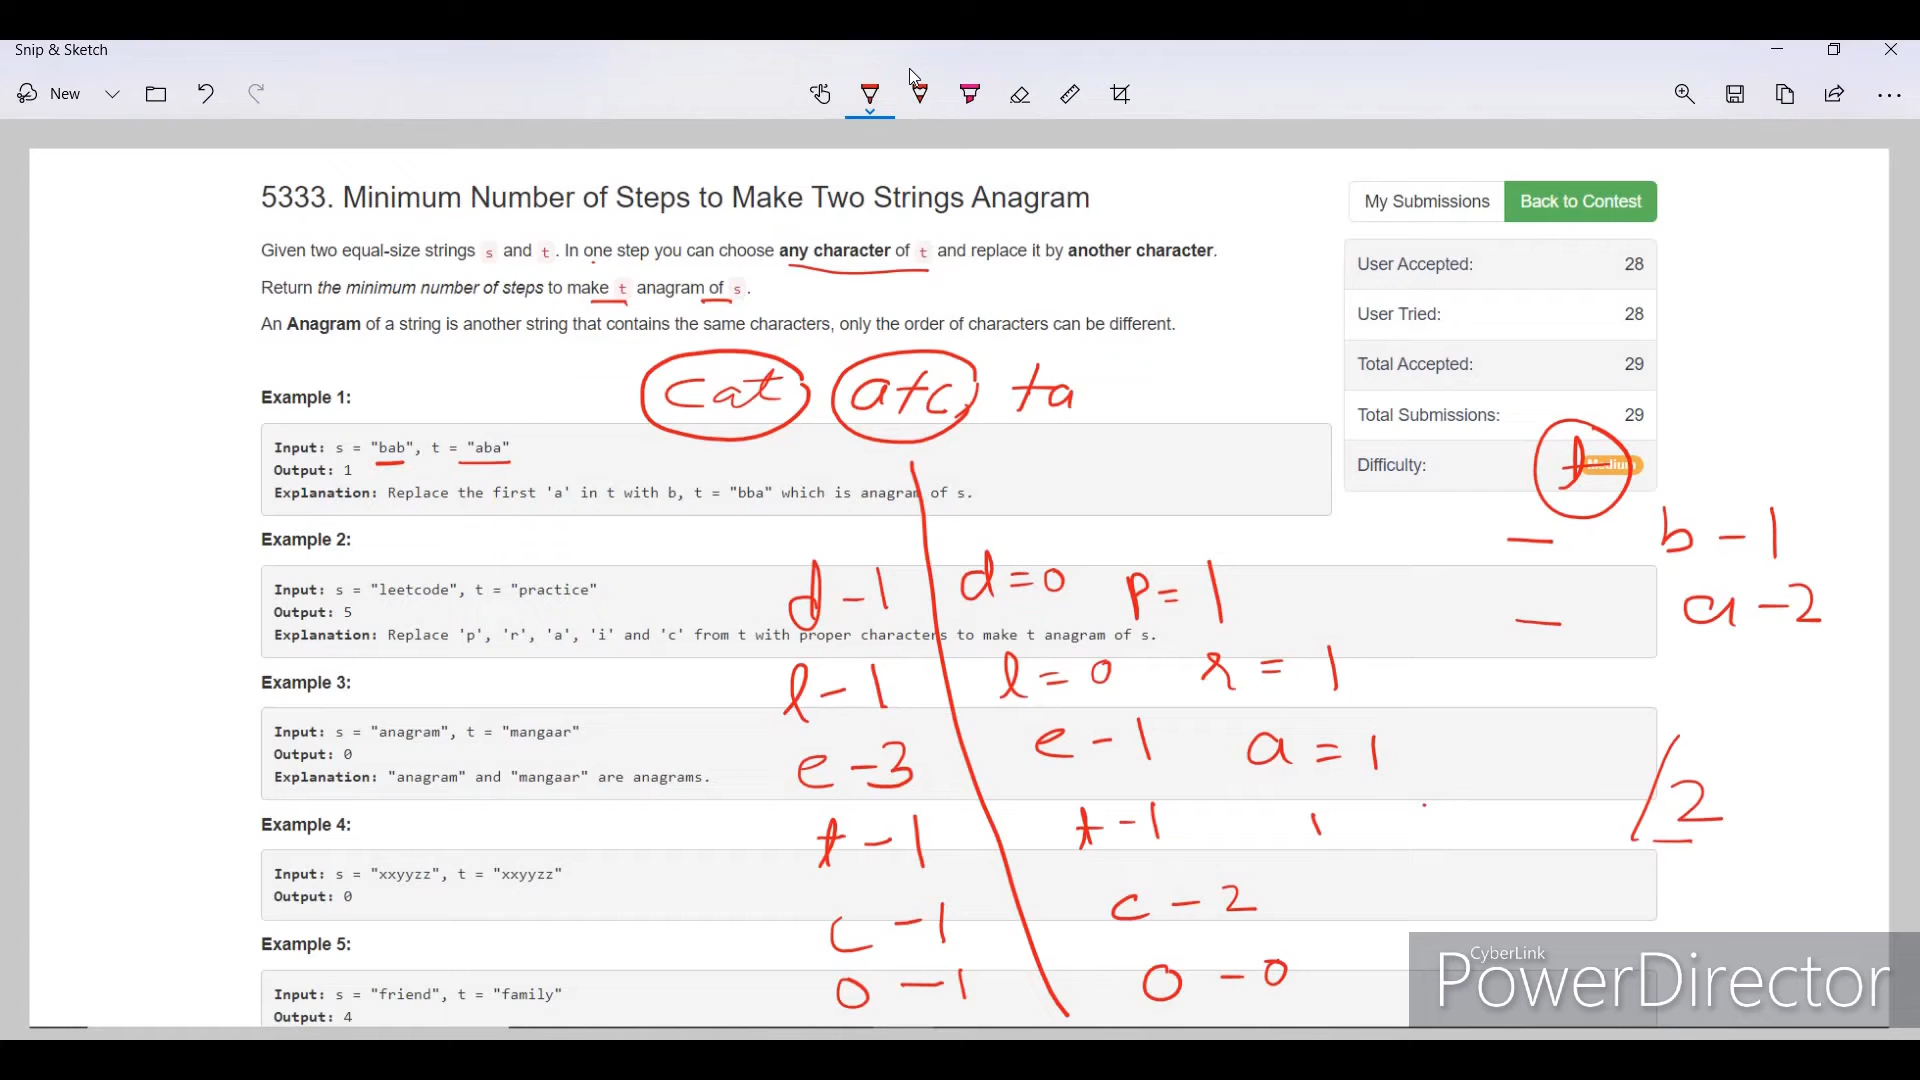 Snip & Sketch
New
5333. Minimum Number of Steps to Make Two Strings Anagram
My Submissions
Back to Contest
Given two equal-size strings s and t. In one step you can choose any character of t and replace it by another character.
Return the minimum number of steps to make t anagram of s.
An Anagram of a string is another string that contains the same characters, only the order of characters can be different.
User Accepted: 28
User Tried: 28
Total Accepted: 29
Total Submissions: 29
Difficulty: Medium
cat atc, ta
Example 1:
Input: s = "bab", t = "aba"
Output: 1
Explanation: Replace the first 'a' in t with b, t = "bba" which is anagram of s.
Example 2:
Input: s = "leetcode", t = "practice"
Output: 5
Explanation: Replace 'p', 'r', 'a', 'i' and 'c' from t with proper characters to make t anagram of s.
Example 3:
Input: s = "anagram", t = "mangaar"
Output: 0
Explanation: "anagram" and "mangaar" are anagrams.
Example 4:
Input: s = "xxyyzz", t = "xxyyzz"
Output: 0
Example 5:
Input: s = "friend", t = "family"
Output: 4
b - 1
a - 2
d - 1 d = 0 p = 1
l - 1 l = 0 r = 1
e - 3 e - 1 a = 1
t - 1 t - 1
c - 1 c - 2
o - 1 o - 0
/2
CyberLink
PowerDirector